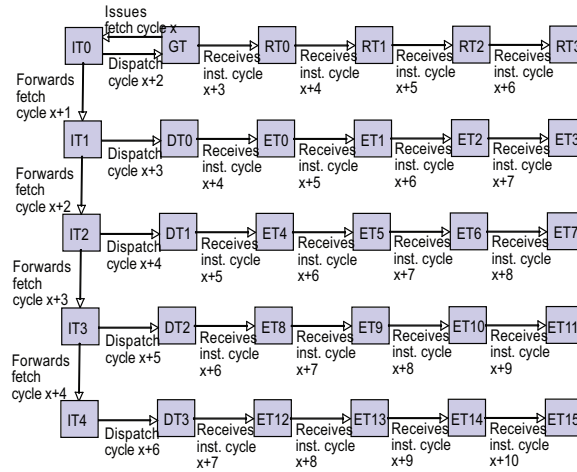 Issues
fetch cycle x
IT0
GT
RT0
RT1
RT2
RT3
Dispatch
cycle x+2
Receives
inst. cycle
x+3
Receives
inst. cycle
x+4
Receives
inst. cycle
x+5
Receives
inst. cycle
x+6
Forwards
fetch
cycle x+1
IT1
DT0
ET0
ET1
ET2
ET3
Dispatch
cycle x+3
Receives
inst. cycle
x+4
Receives
inst. cycle
x+5
Receives
inst. cycle
x+6
Receives
inst. cycle
x+7
Forwards
fetch
cycle x+2
IT2
DT1
ET4
ET5
ET6
ET7
Dispatch
cycle x+4
Receives
inst. cycle
x+5
Receives
inst. cycle
x+6
Receives
inst. cycle
x+7
Receives
inst. cycle
x+8
Forwards
fetch
cycle x+3
IT3
DT2
ET8
ET9
ET10
ET11
Dispatch
cycle x+5
Receives
inst. cycle
x+6
Receives
inst. cycle
x+7
Receives
inst. cycle
x+8
Receives
inst. cycle
x+9
Forwards
fetch
cycle x+4
IT4
DT3
ET12
ET13
ET14
ET15
Dispatch
cycle x+6
Receives
inst. cycle
x+7
Receives
inst. cycle
x+8
Receives
inst. cycle
x+9
Receives
inst. cycle
x+10